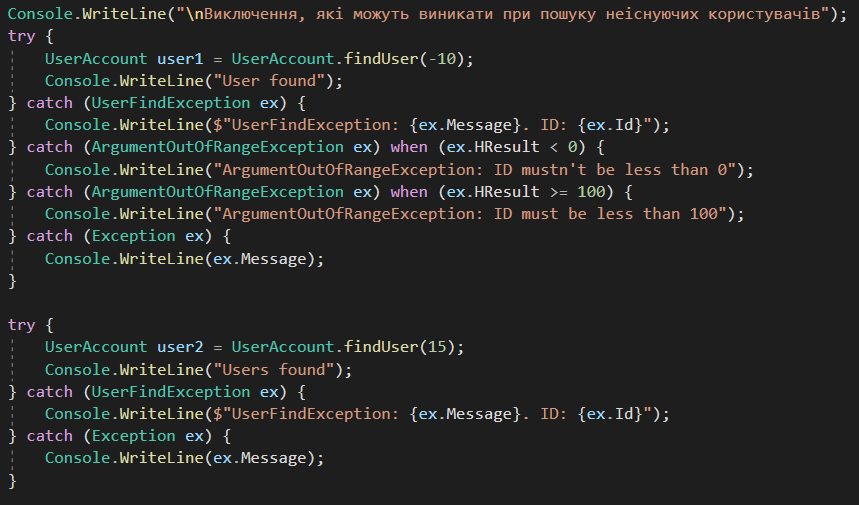 Console.WriteLine("\nВиключення, які можуть виникати при пошуку неіснуючих користувачів");
try {
    UserAccount user1 = UserAccount.findUser(-10);
    Console.WriteLine("User found");
} catch (UserFindException ex) {
    Console.WriteLine($"UserFindException: {ex.Message}. ID: {ex.Id}");
} catch (ArgumentOutOfRangeException ex) when (ex.HResult < 0) {
    Console.WriteLine("ArgumentOutOfRangeException: ID mustn't be less than 0");
} catch (ArgumentOutOfRangeException ex) when (ex.HResult >= 100) {
    Console.WriteLine("ArgumentOutOfRangeException: ID must be less than 100");
} catch (Exception ex) {
    Console.WriteLine(ex.Message);
}

try {
    UserAccount user2 = UserAccount.findUser(15);
    Console.WriteLine("Users found");
} catch (UserFindException ex) {
    Console.WriteLine($"UserFindException: {ex.Message}. ID: {ex.Id}");
} catch (Exception ex) {
    Console.WriteLine(ex.Message);
}